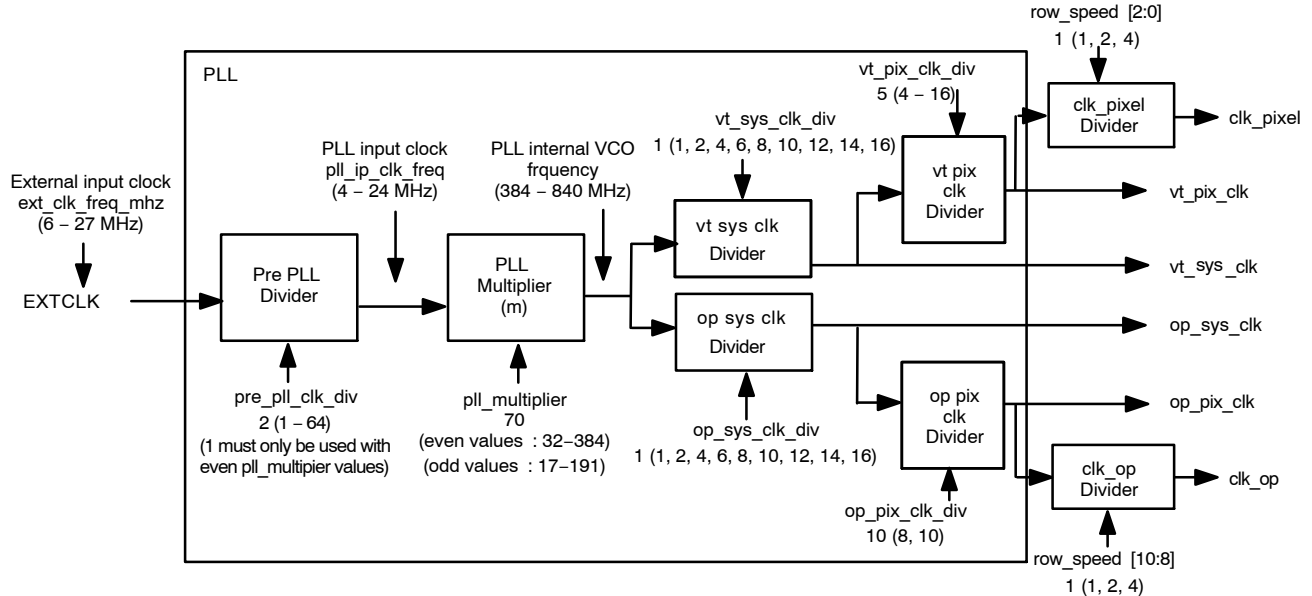 row_speed [2:0]
1 (1, 2, 4)
PLL
vt_pix_clk_div
5 (4 – 16)
clk_pixel
Divider
clk_pixel
vt_sys_clk_div
1 (1, 2, 4, 6, 8, 10, 12, 14, 16)
PLL input clock
pll_ip_clk_freq
(4 – 24 MHz)
PLL internal VCO
frquency
(384 – 840 MHz)
External input clock
ext_clk_freq_mhz
(6 – 27 MHz)
vt pix
clk
Divider
vt_pix_clk
vt sys clk
Divider
vt_sys_clk
Pre PLL
Divider
PLL
Multiplier
(m)
EXTCLK
op sys clk
Divider
op_sys_clk
pre_pll_clk_div
2 (1 – 64)
(1 must only be used with
even pll_multipier values)
pll_multiplier
70
(even values : 32–384)
(odd values : 17–191)
op_sys_clk_div
1 (1, 2, 4, 6, 8, 10, 12, 14, 16)
op pix
clk
Divider
op_pix_clk
clk_op
Divider
clk_op
op_pix_clk_div
10 (8, 10)
row_speed [10:8]
1 (1, 2, 4)